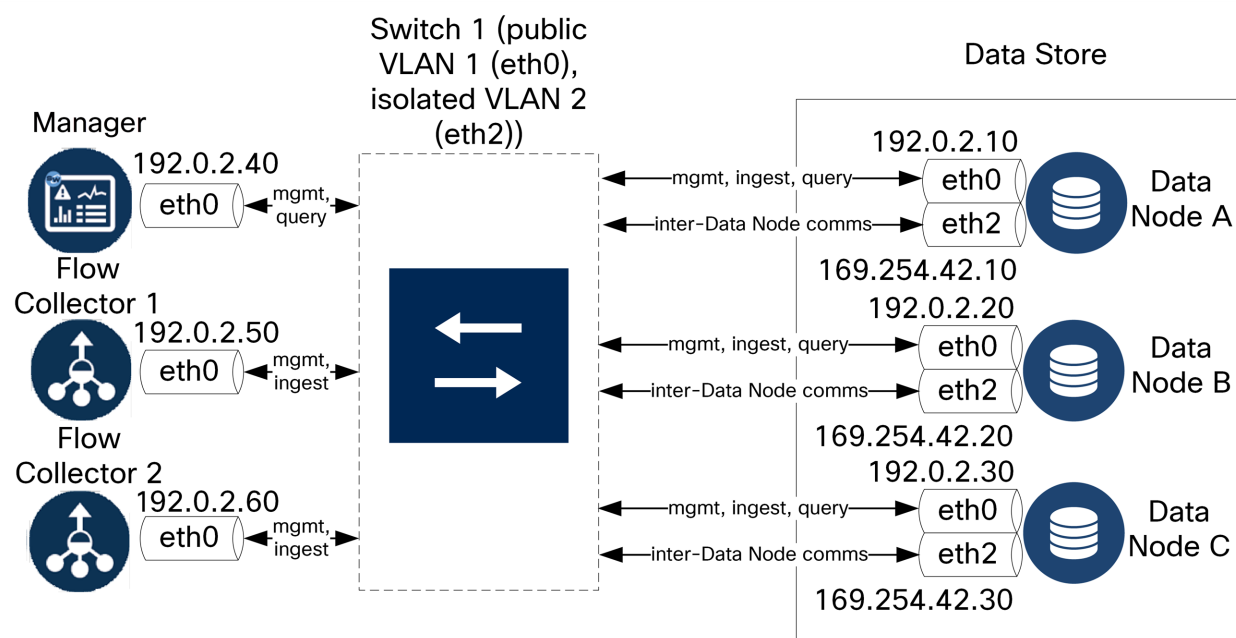 Switch 1 (public
VLAN 1 (eth0),
isolated VLAN 2
(eth2))
Data Store
Manager
192.0.2.40
eth0
mgmt,
query
Flow
Collector 1
192.0.2.50
eth0
mgmt,
ingest
Flow
Collector 2
192.0.2.60
eth0
mgmt,
ingest
192.0.2.10
mgmt, ingest, query
eth0
inter-Data Node comms
eth2
Data
Node A
169.254.42.10
192.0.2.20
mgmt, ingest, query
eth0
inter-Data Node comms
eth2
Data
Node B
169.254.42.20
192.0.2.30
mgmt, ingest, query
eth0
inter-Data Node comms
eth2
Data
Node C
169.254.42.30